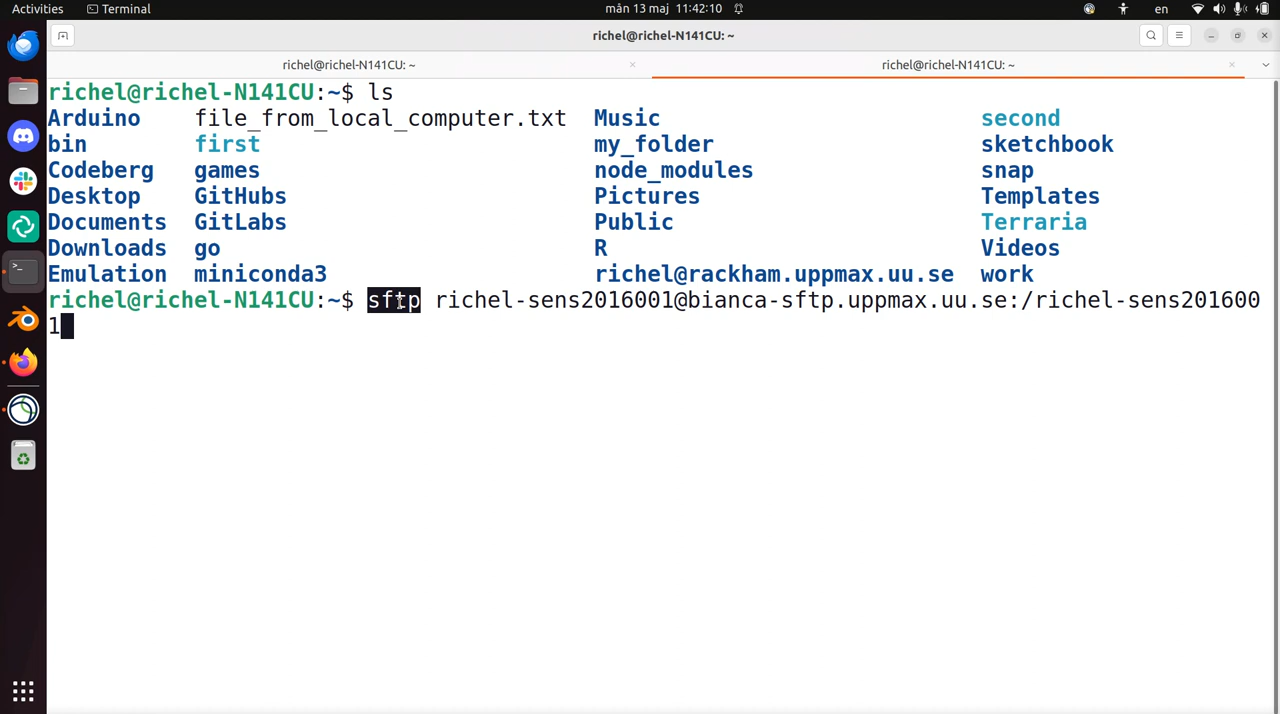 Activities Terminal mån 13 maj 11:42:10 en
richel@richel-N141CU: ~
richel@richel-N141CU: ~ richel@richel-N141CU: ~
richel@richel-N141CU:~$ ls
Arduino file_from_local_computer.txt Music second
bin first my_folder sketchbook
Codeberg games node_modules snap
Desktop GitHubs Pictures Templates
Documents GitLabs Public Terraria
Downloads go R Videos
Emulation miniconda3 richel@rackham.uppmax.uu.se work
richel@richel-N141CU:~$ sftp richel-sens2016001@bianca-sftp.uppmax.uu.se:/richel-sens201600
1